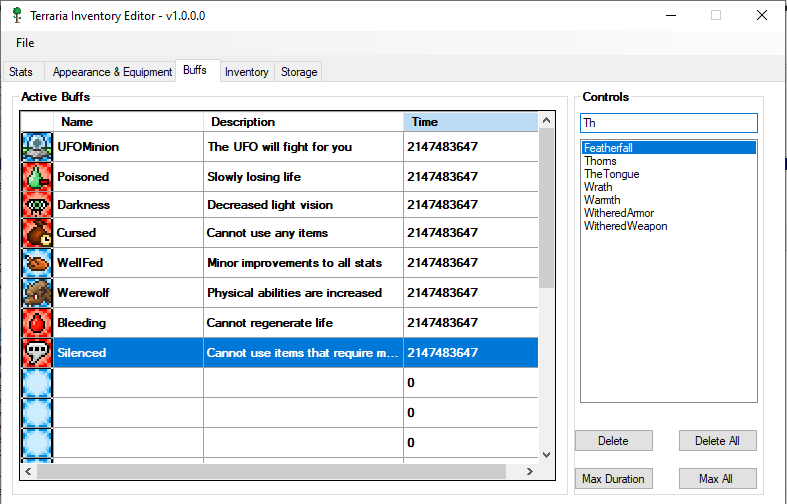 Terraria Inventory Editor - v1.0.0.0
File
Stats Appearance & Equipment Buffs Inventory Storage
Active Buffs
Name Description Time
UFOMinion The UFO will fight for you 2147483647
Poisoned Slowly losing life 2147483647
Darkness Decreased light vision 2147483647
Cursed Cannot use any items 2147483647
WellFed Minor improvements to all stats 2147483647
Werewolf Physical abilities are increased 2147483647
Bleeding Cannot regenerate life 2147483647
Silenced Cannot use items that require m... 2147483647
0
0
0
Controls
Th
Featherfall
Thorns
TheTongue
Wrath
Warmth
WitheredArmor
WitheredWeapon
Delete Delete All
Max Duration Max All